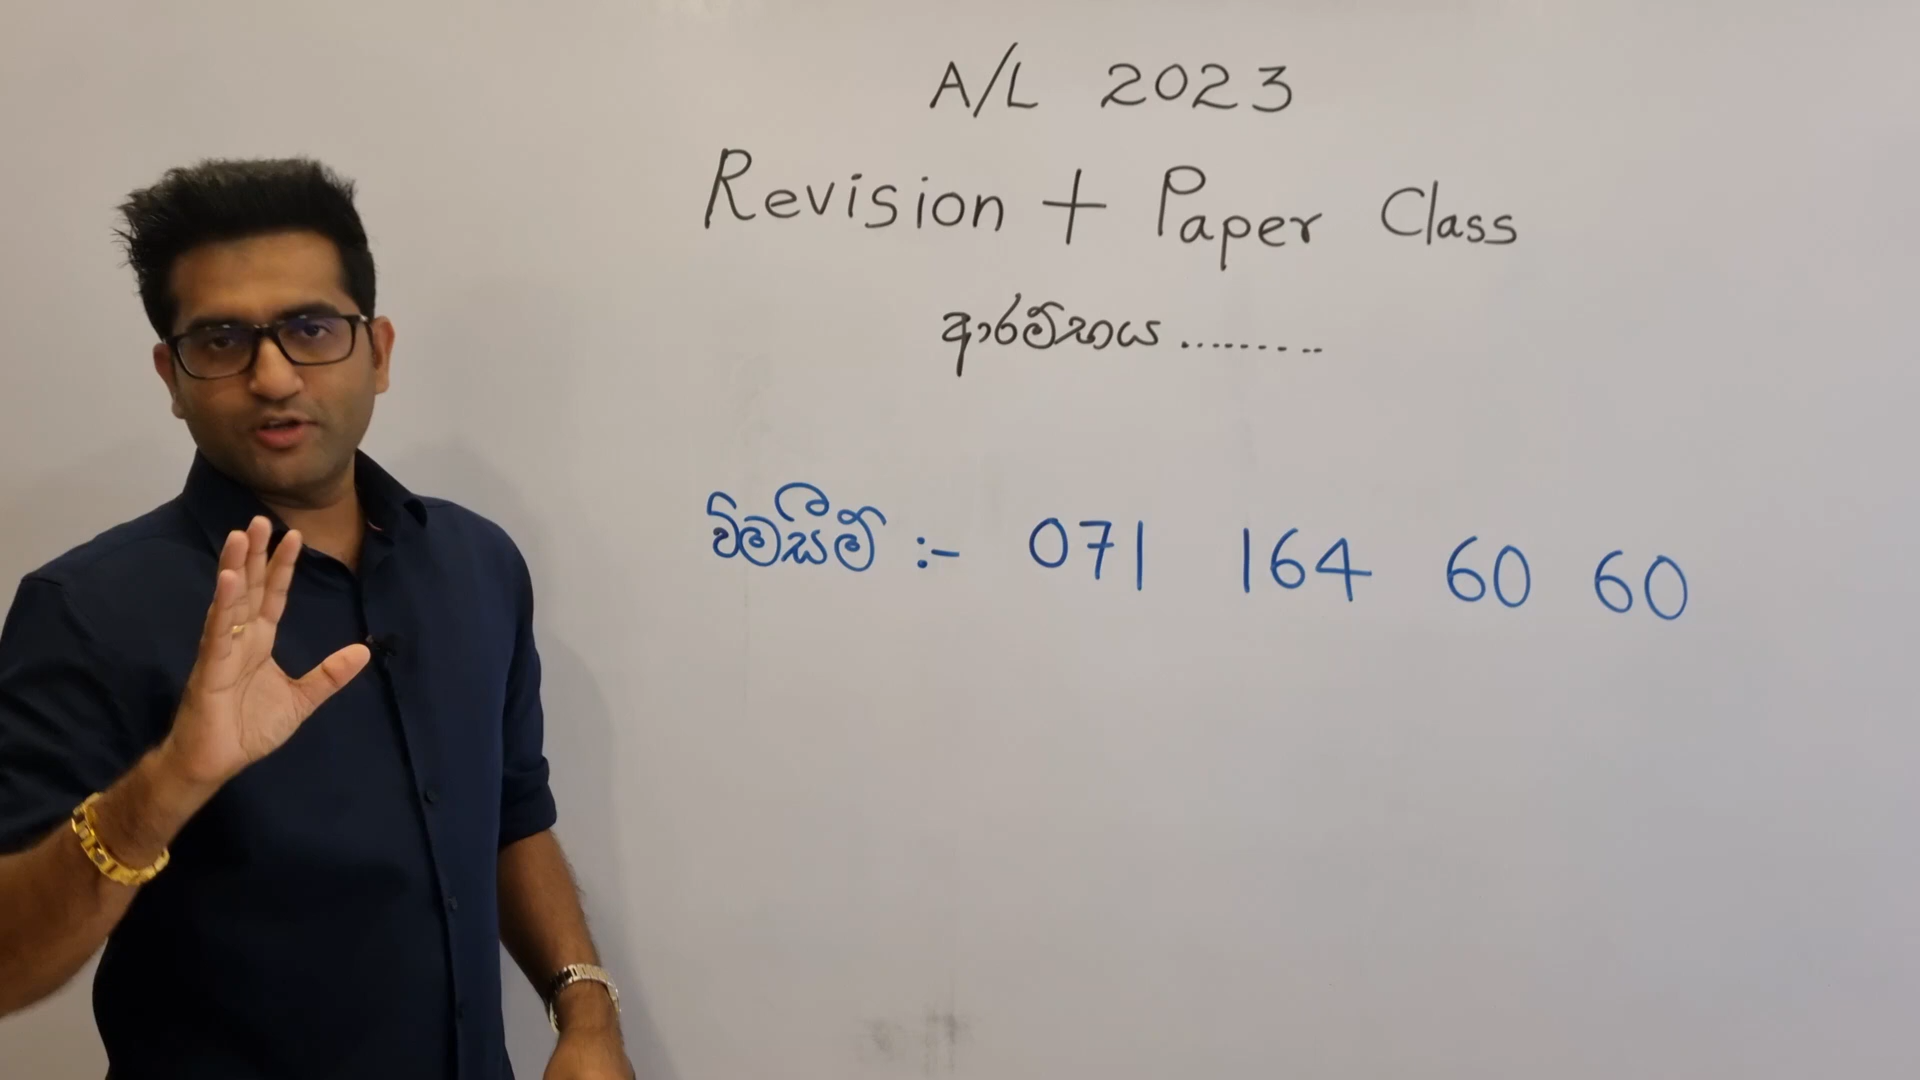 A/L 2023
Revision + Paper Class
ආරම්භය .........
විමසීම් :- 071 164 60 60